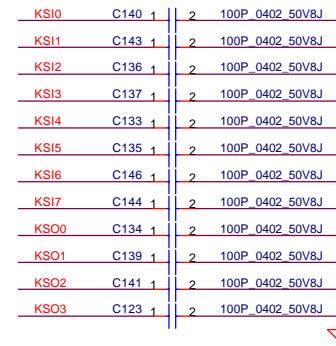 KSI0 C140 1 2 100P_0402_50V8J
KSI1 C143 1 2 100P_0402_50V8J
KSI2 C136 1 2 100P_0402_50V8J
KSI3 C137 1 2 100P_0402_50V8J
KSI4 C133 1 2 100P_0402_50V8J
KSI5 C135 1 2 100P_0402_50V8J
KSI6 C146 1 2 100P_0402_50V8J
KSI7 C144 1 2 100P_0402_50V8J
KSO0 C134 1 2 100P_0402_50V8J
KSO1 C139 1 2 100P_0402_50V8J
KSO2 C141 1 2 100P_0402_50V8J
KSO3 C123 1 2 100P_0402_50V8J